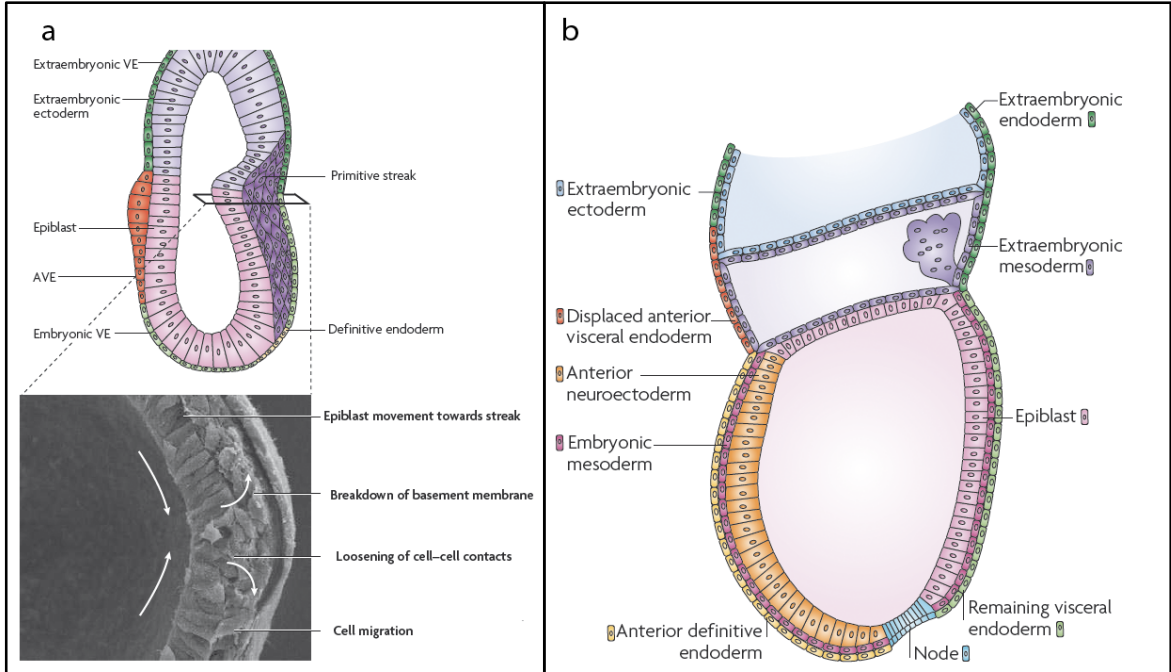 a
Extraembryonic VE
Extraembryonic
ectoderm
Primitive streak
Epiblast
AVE
Embryonic VE
Definitive endoderm
Epiblast movement towards streak
Breakdown of basement membrane
Loosening of cell–cell contacts
Cell migration
b
Extraembryonic
endoderm
Extraembryonic
ectoderm
Extraembryonic
mesoderm
Displaced anterior
visceral endoderm
Anterior
neuroectoderm
Epiblast
Embryonic
mesoderm
Remaining visceral
endoderm
Anterior definitive
endoderm
Node